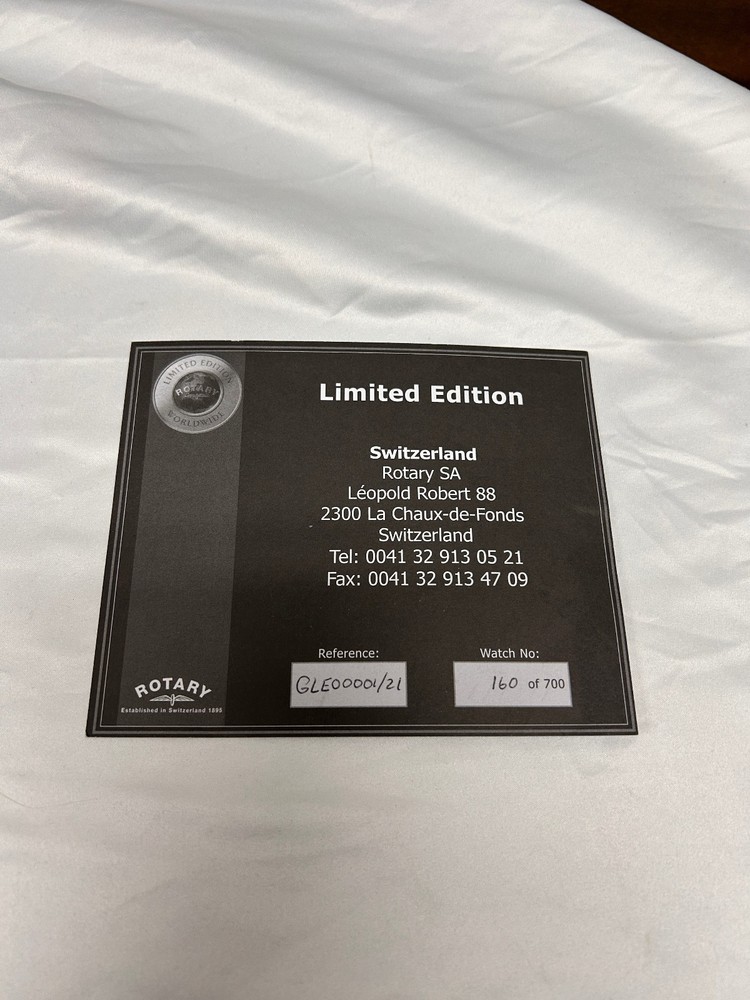 LIMITED EDITION
ROTARY
WORLDWIDE
Limited Edition
Switzerland
Rotary SA
Léopold Robert 88
2300 La Chaux-de-Fonds
Switzerland
Tel: 0041 32 913 05 21
Fax: 0041 32 913 47 09
Reference:
GLE00001/21
Watch No:
160 of 700
ROTARY
Established in Switzerland 1895